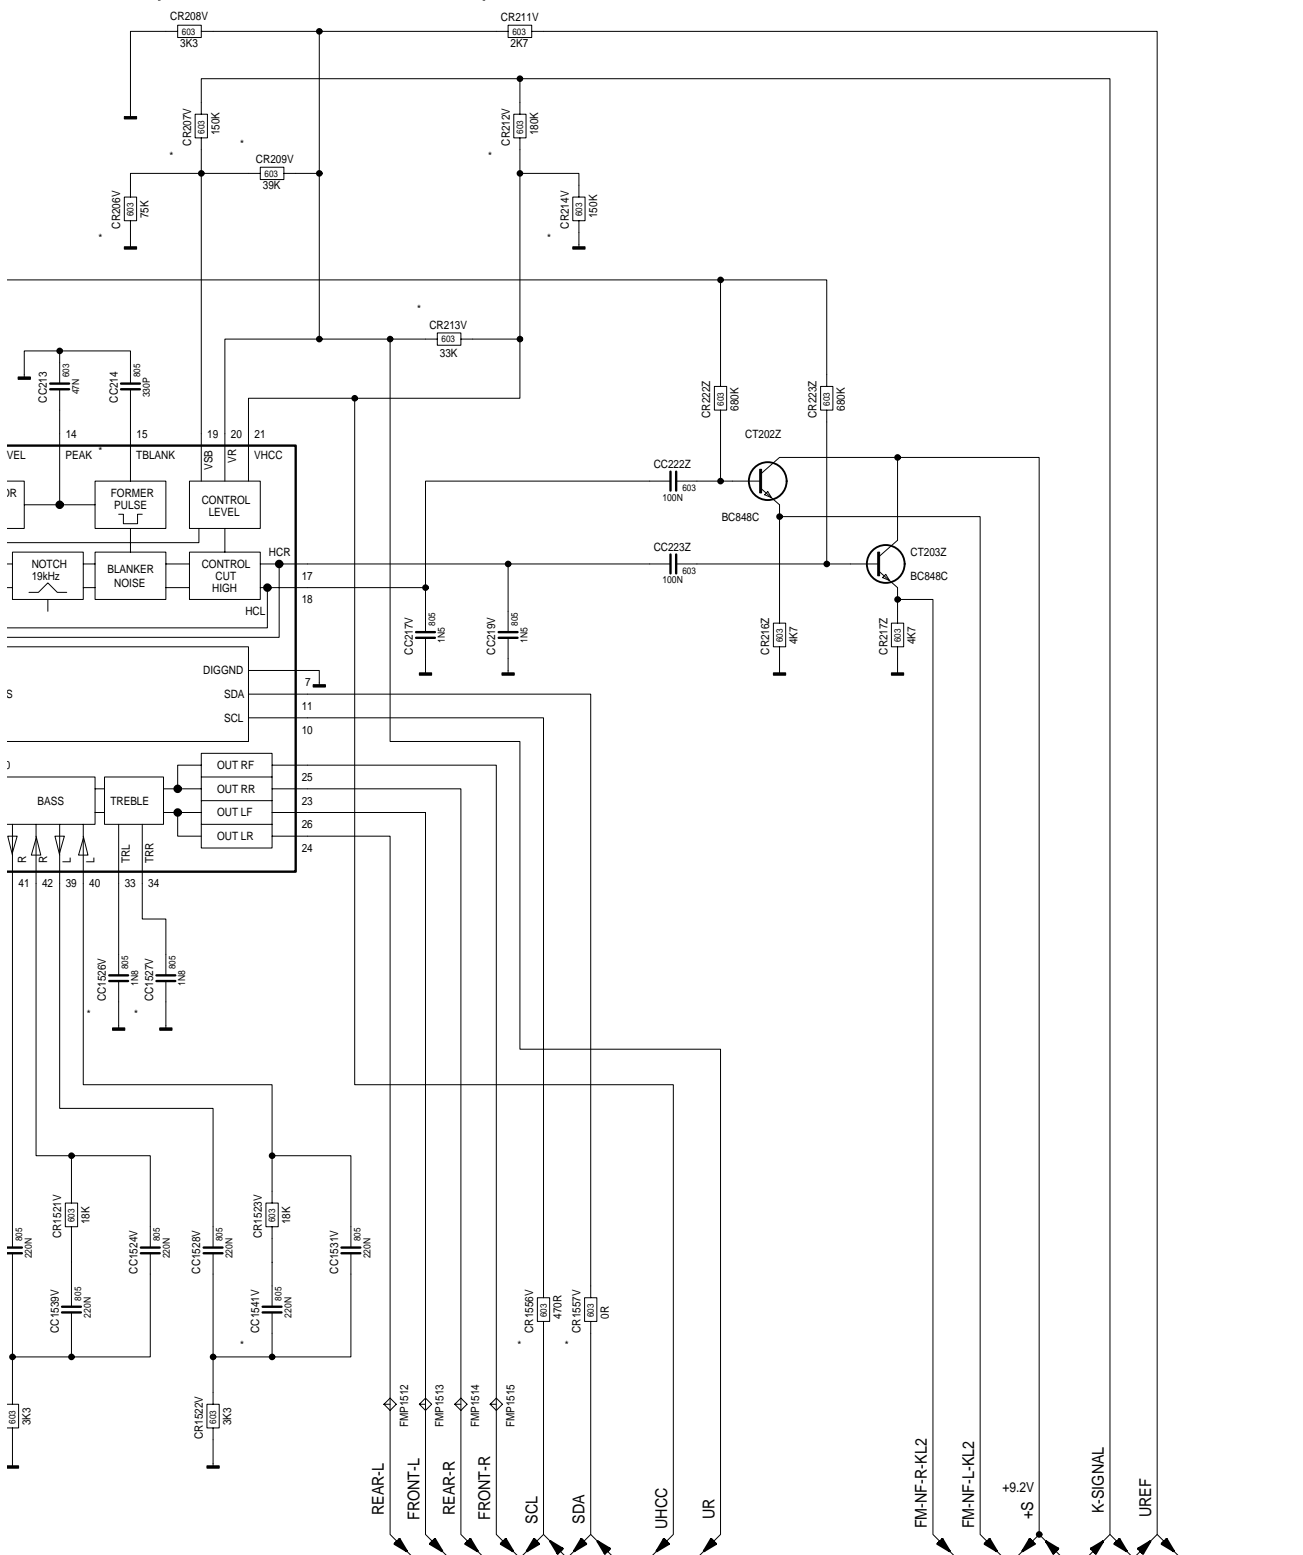 CR208V
603
3K3
CR211V
603
2K7
CR207V
603
150K
*
*
CR212V
603
180K
*
CR209V
603
39K
CR206V
603
75K
*
CR214V
603
150K
*
*
CR213V
603
33K
CC213
603
47N
CC214
805
330P
CR222Z
603
680K
CR223Z
603
680K
14
15
19
20
21
VEL
PEAK
*
TBLANK
VSB
VR
VHCC
CT202Z
BC848C
CC222Z
603
100N
OR
FORMER
PULSE
CONTROL
LEVEL
NOTCH
19kHz
BLANKER
NOISE
CONTROL
CUT
HIGH
HCR
17
18
HCL
CC223Z
603
100N
CT203Z
BC848C
CC217V
805
1N5
CC219V
805
1N5
CR216Z
603
4K7
CR217Z
603
4K7
DIGGND
7
S
SDA
11
SCL
10
OUT RF
25
OUT RR
23
OUT LF
26
OUT LR
24
BASS
TREBLE
R
R
L
L
TRL
TRR
41
42
39
40
33
34
CC1526V
805
1N8
*
CC1527V
805
1N8
*
805
220N
CR1521V
603
18K
CC1539V
805
220N
CC1524V
805
220N
CC1528V
805
220N
CR1523V
603
18K
CC1541V
805
220N
*
CC1531V
805
220N
CR1556V
603
470R
*
CR1557V
603
0R
*
603
3K3
CR1522V
603
3K3
FMP1512
FMP1513
FMP1514
FMP1515
REAR-L
FRONT-L
REAR-R
FRONT-R
SCL
SDA
UHCC
UR
FM-NF-R-KL2
FM-NF-L-KL2
+9.2V
+S
K-SIGNAL
UREF